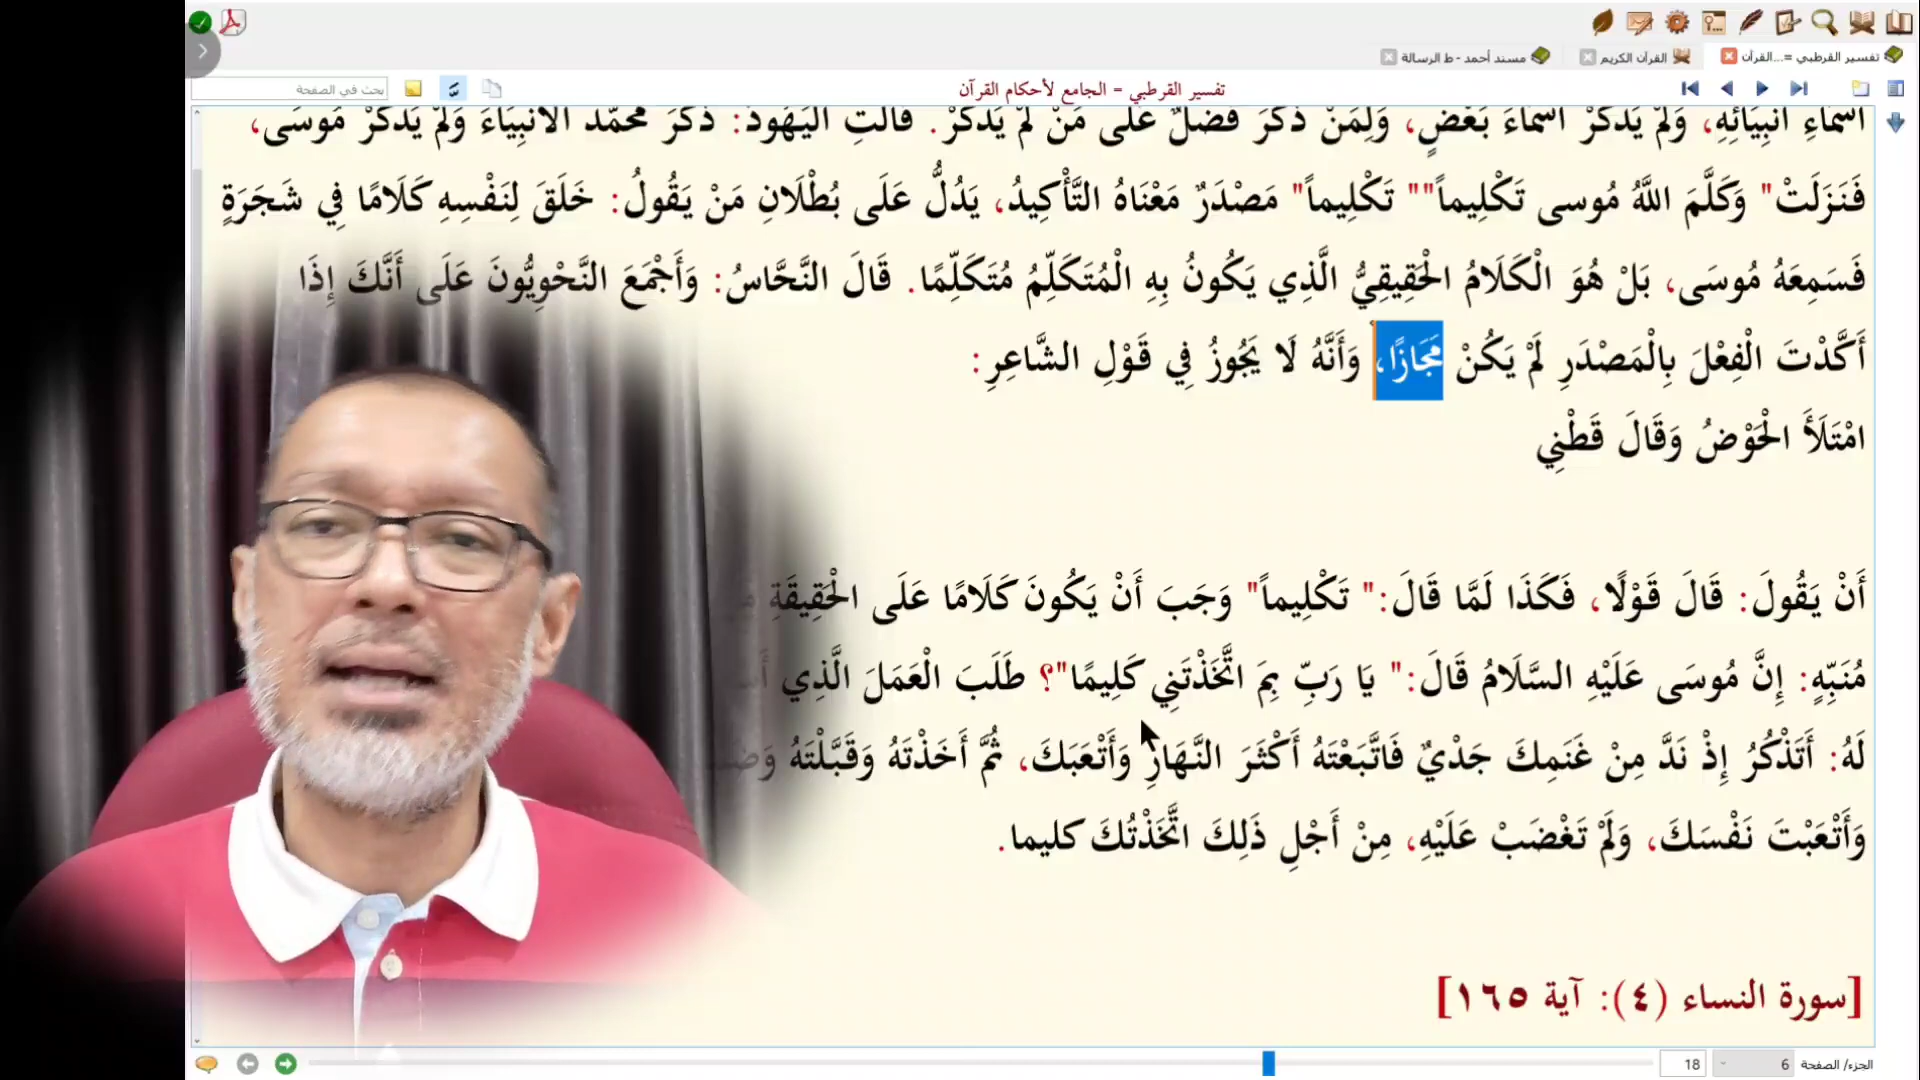 تفسير القرطبي =...القرآن
القرآن الكريم
مسند أحمد - ط الرسالة
تفسير القرطبي = الجامع لأحكام القرآن
بحث في الصفحة
أسماء أَنْبِيَائِهِ، وَلَمْ يَذْكُرْ أَسْمَاءَ بَعْضٍ، وَلِمَنْ ذَكَرَ فَضْلٌ عَلَى مَنْ لَمْ يَذْكُرْ. قَالَتِ الْيَهُودُ: ذَكَرَ مُحَمَّدٌ الْأَنْبِيَاءَ وَلَمْ يَذْكُرْ مُوسَى،
فَنَزَلَتْ" وَكَلَّمَ اللَّهُ مُوسى تَكْلِيماً"" تَكْلِيماً" مَصْدَرٌ مَعْنَاهُ التَّأْكِيدُ، يَدُلُّ عَلَى بُطْلَانِ مَنْ يَقُولُ: خَلَقَ لِنَفْسِهِ كَلَامًا فِي شَجَرَةٍ
فَسَمِعَهُ مُوسَى، بَلْ هُوَ الْكَلَامُ الْحَقِيقِيُّ الَّذِي يَكُونُ بِهِ الْمُتَكَلِّمُ مُتَكَلِّمًا. قَالَ النَّحَّاسُ: وَأَجْمَعَ النَّحْوِيُّونَ عَلَى أَنَّكَ إِذَا
أَكَّدْتَ الْفِعْلَ بِالْمَصْدَرِ لَمْ يَكُنْ مَجَازًا، وَأَنَّهُ لَا يَجُوزُ فِي قَوْلِ الشَّاعِرِ:
امْتَلَأَ الْحَوْضُ وَقَالَ قَطْنِي
أَنْ يَقُولَ: قَالَ قَوْلًا، فَكَذَا لَمَّا قَالَ:" تَكْلِيماً" وَجَبَ أَنْ يَكُونَ كَلَامًا عَلَى الْحَقِيقَةِ
مُنَبِّهٍ: إِنَّ مُوسَى عَلَيْهِ السَّلَامُ قَالَ:" يَا رَبِّ بِمَ اتَّخَذْتَنِي كَلِيمًا"؟ طَلَبَ الْعَمَلَ الَّذِي
لَهُ: أَتَذْكُرُ إِذْ نَدَّ مِنْ غَنَمِكَ جَدْيٌ فَاتَّبَعْتَهُ أَكْثَرَ النَّهَارِ وَأَتْعَبَكَ، ثُمَّ أَخَذْتَهُ وَقَبَّلْتَهُ
وَأَتْعَبْتَ نَفْسَكَ، وَلَمْ تَغْضَبْ عَلَيْهِ، مِنْ أَجْلِ ذَلِكَ اتَّخَذْتُكَ كليما.
[سورة النساء (٤): آية ١٦٥]
الجزء/ الصفحة 6 18